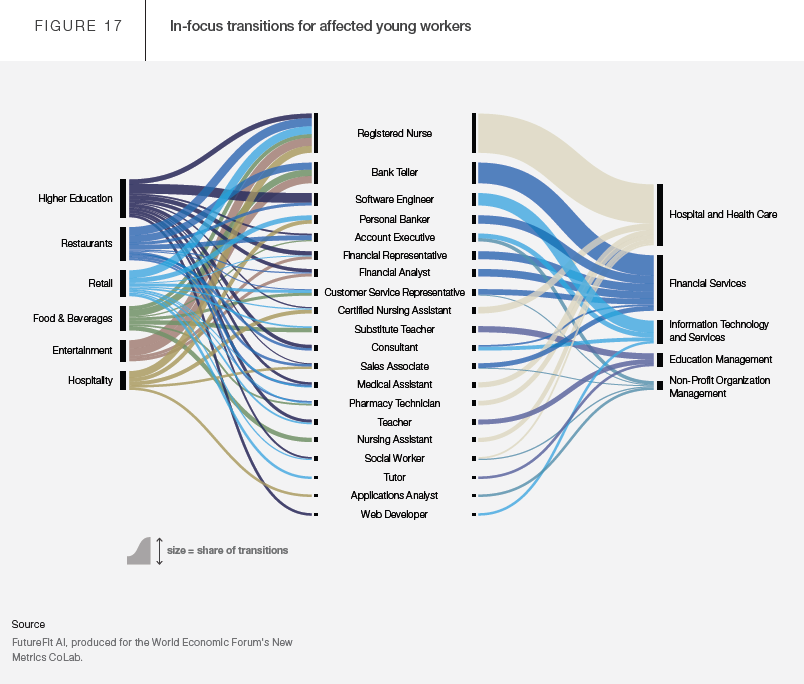 FIGURE 17
In-focus transitions for affected young workers
Higher Education
Restaurants
Retail
Food & Beverages
Entertainment
Hospitality
Registered Nurse
Bank Teller
Software Engineer
Personal Banker
Account Executive
Financial Representative
Financial Analyst
Customer Service Representative
Certified Nursing Assistant
Substitute Teacher
Consultant
Sales Associate
Medical Assistant
Pharmacy Technician
Teacher
Nursing Assistant
Social Worker
Tutor
Applications Analyst
Web Developer
Hospital and Health Care
Financial Services
Information Technology
and Services
Education Management
Non-Profit Organization
Management
size = share of transitions
Source
FutureFit AI, produced for the World Economic Forum's New
Metrics CoLab.